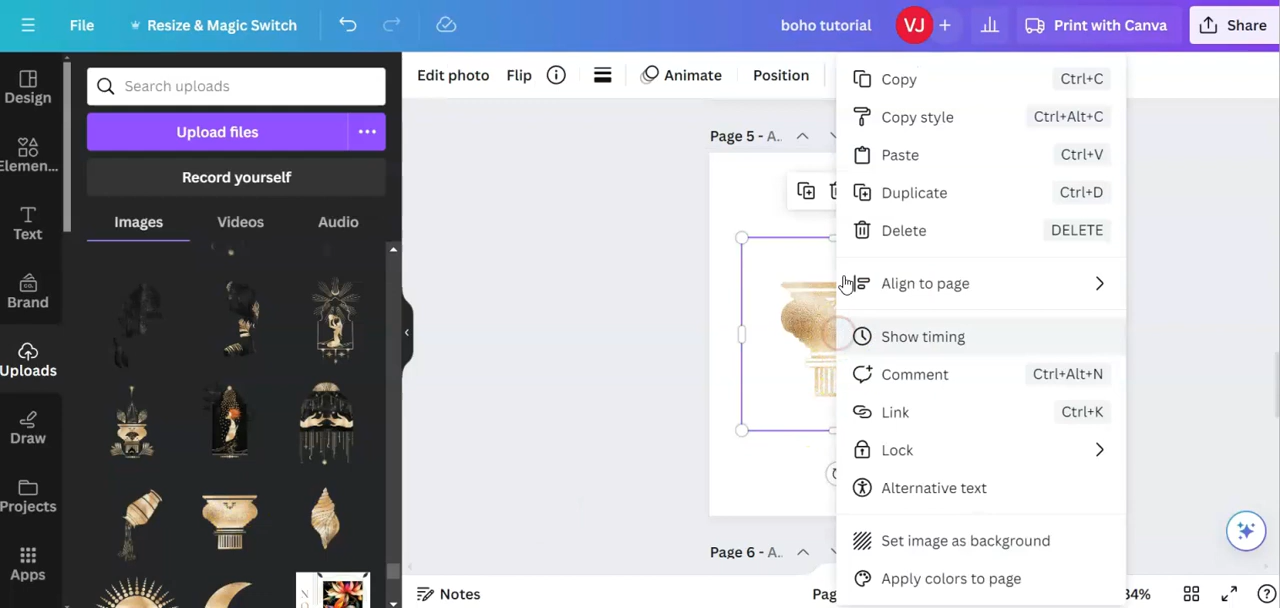 File
Resize & Magic Switch
boho tutorial
VJ
Print with Canva
Share
Design
Elemen...
Text
Brand
Uploads
Draw
Projects
Apps
Search uploads
Upload files
Record yourself
Images
Videos
Audio
Edit photo
Flip
Animate
Position
Page 5 - A..
Page 6 - A..
Copy
Ctrl+C
Copy style
Ctrl+Alt+C
Paste
Ctrl+V
Duplicate
Ctrl+D
Delete
DELETE
Align to page
Show timing
Comment
Ctrl+Alt+N
Link
Ctrl+K
Lock
Alternative text
Set image as background
Apply colors to page
Notes
34%